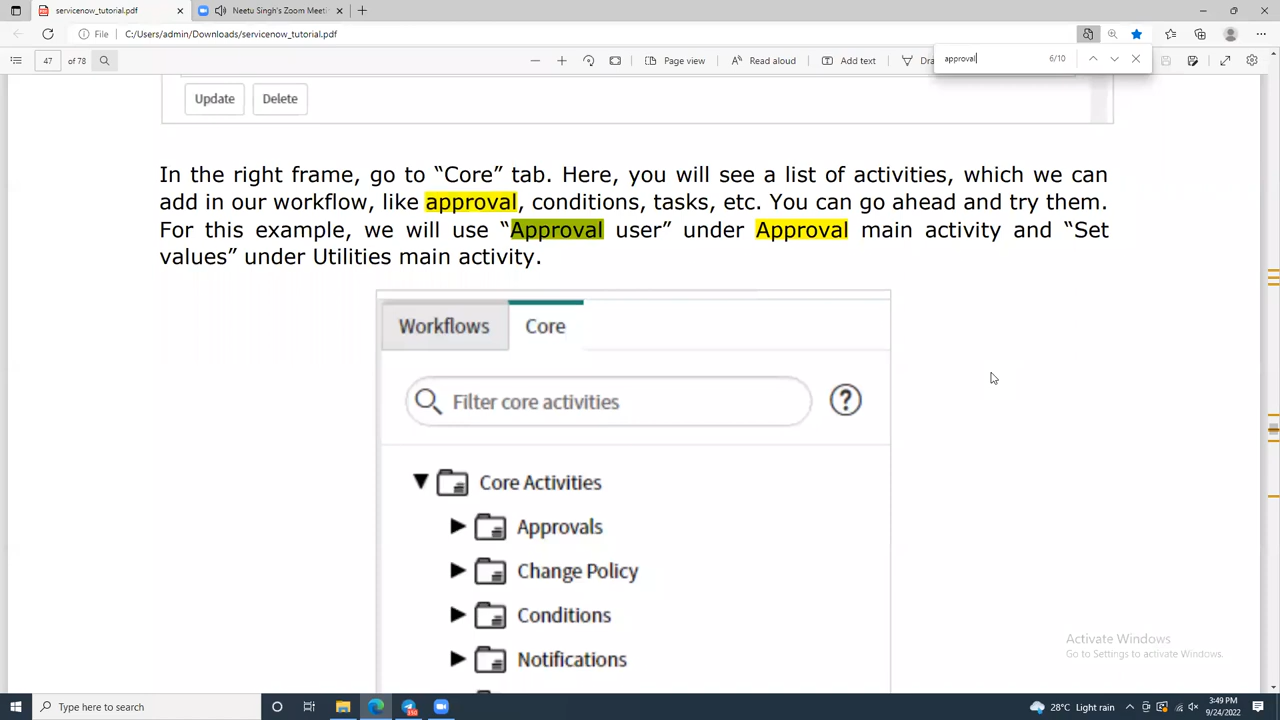 servicenow_tutorial.pdf
Neetu Singh's Zoom Meeti
File C:/Users/admin/Downloads/servicenow_tutorial.pdf
47 of 78
Page view
Read aloud
Add text
Dra
approval 6/10
Update Delete
In the right frame, go to “Core” tab. Here, you will see a list of activities, which we can
add in our workflow, like approval, conditions, tasks, etc. You can go ahead and try them.
For this example, we will use “Approval user” under Approval main activity and “Set
values” under Utilities main activity.
Workflows Core
Filter core activities ?
Core Activities
Approvals
Change Policy
Conditions
Notifications
Activate Windows
Go to Settings to activate Windows.
Type here to search
28°C Light rain
3:49 PM
9/24/2022